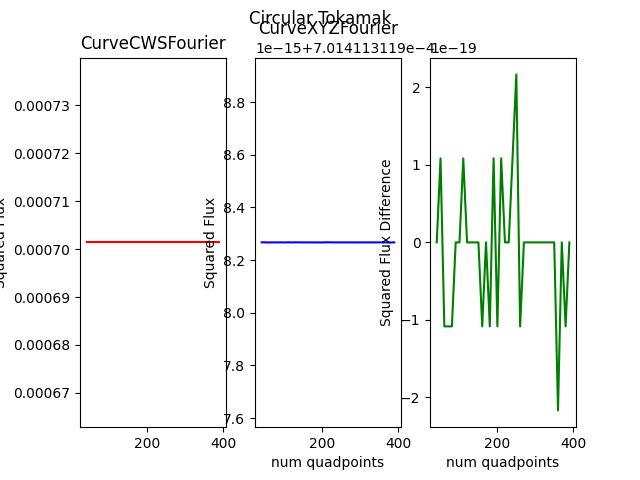 Circular Tokamak
CurveCWSFourier
CurveXYZFourier
1e−15+7.014113119e−4
1e−19
Squared Flux
0.00073
0.00072
0.00071
0.00070
0.00069
0.00068
0.00067
200
400
Squared Flux
8.8
8.6
8.4
8.2
8.0
7.8
7.6
200
400
num quadpoints
Squared Flux Difference
2
1
0
−1
−2
200
400
num quadpoints